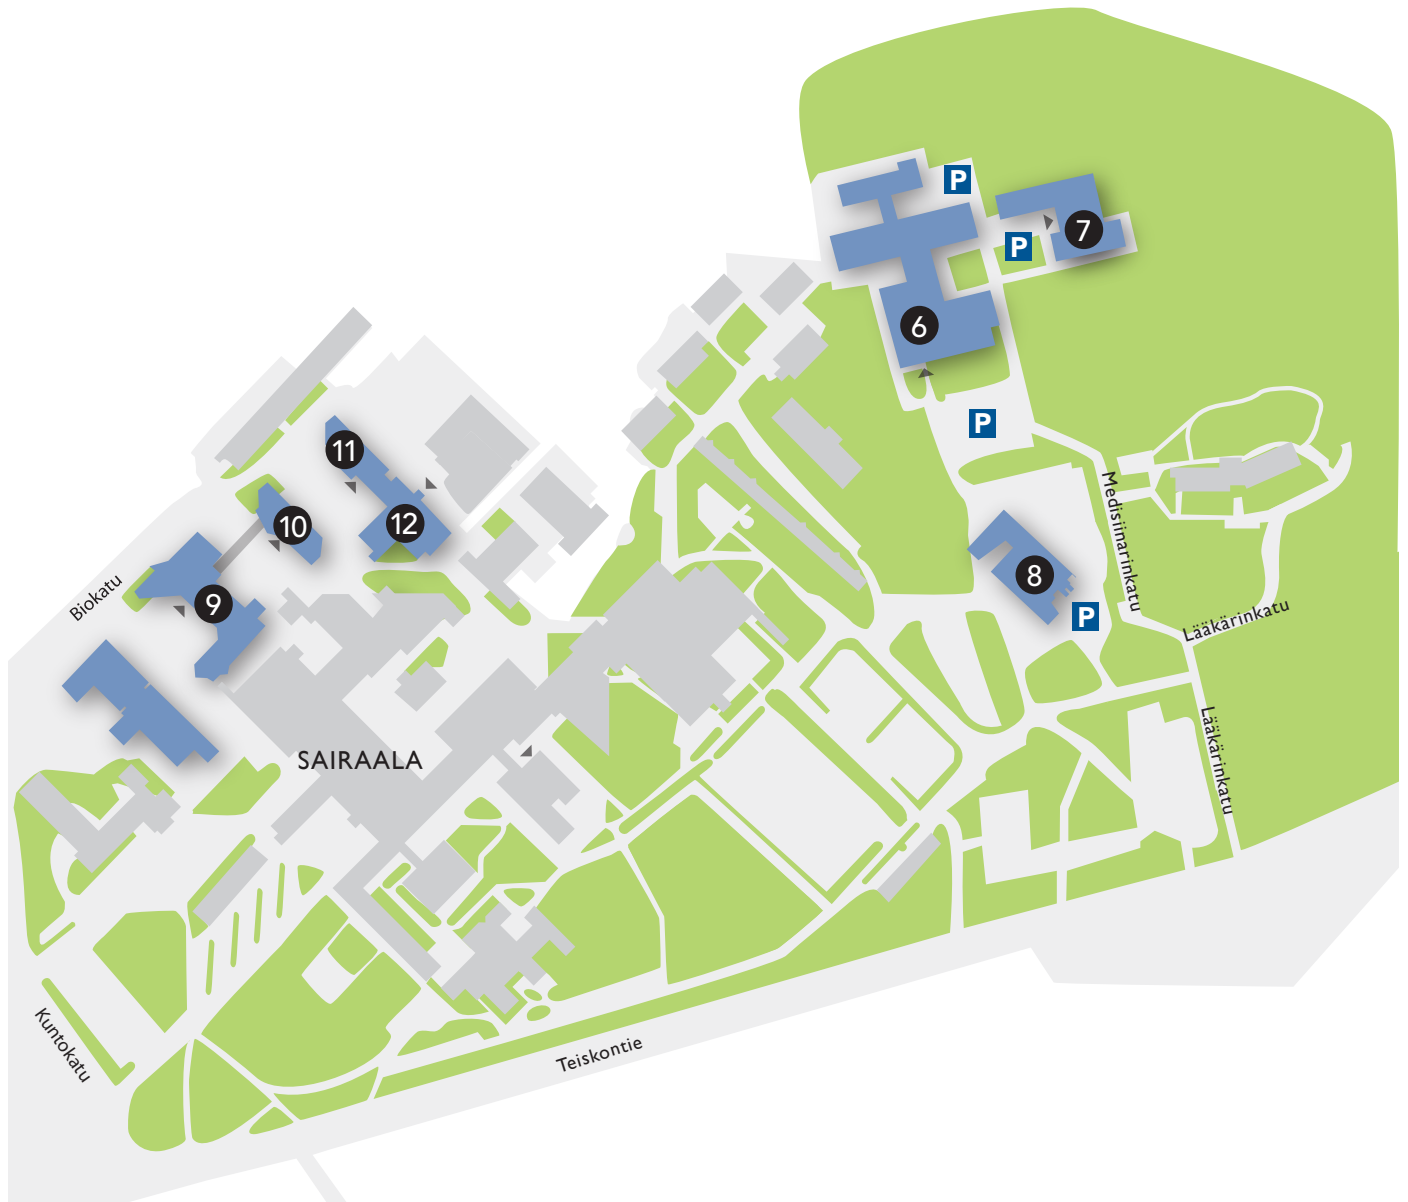 P
P
7
6
P
11
10
12
Medisiinarinkatu
8
Biokatu
9
P
Lääkärinkatu
SAIRAALA
Lääkärinkatu
Kuntokatu
Teiskontie